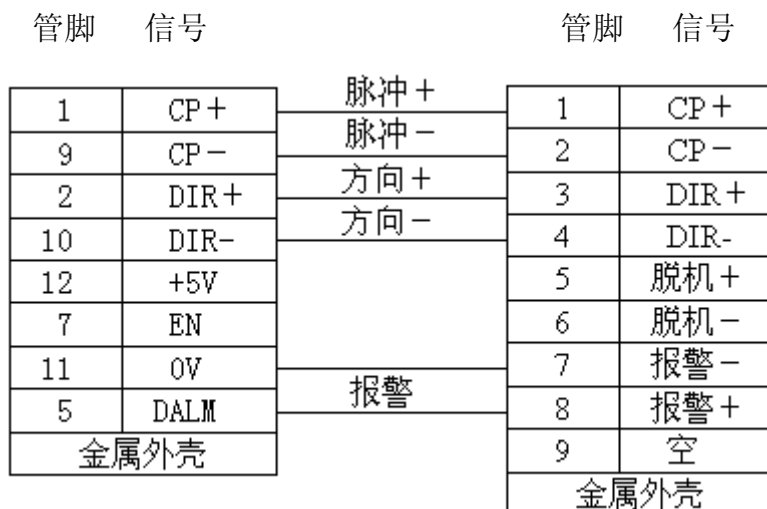 管脚 信号 管脚 信号
1 CP+ 脉冲+ 1 CP+
9 CP- 脉冲- 2 CP-
2 DIR+ 方向+ 3 DIR+
10 DIR- 方向- 4 DIR-
12 +5V 5 脱机+
7 EN 6 脱机-
11 0V 7 报警-
5 DALM 报警 8 报警+
金属外壳 9 空
金属外壳